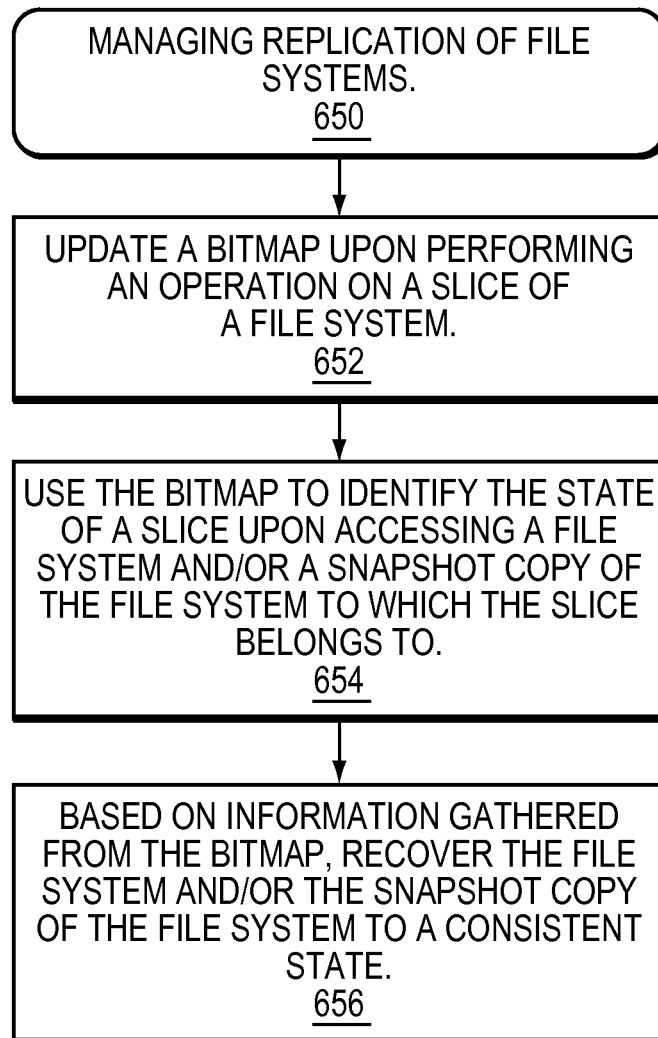 MANAGING REPLICATION OF FILE
SYSTEMS.
650
UPDATE A BITMAP UPON PERFORMING
AN OPERATION ON A SLICE OF
A FILE SYSTEM.
652
USE THE BITMAP TO IDENTIFY THE STATE
OF A SLICE UPON ACCESSING A FILE
SYSTEM AND/OR A SNAPSHOT COPY OF
THE FILE SYSTEM TO WHICH THE SLICE
BELONGS TO.
654
BASED ON INFORMATION GATHERED
FROM THE BITMAP, RECOVER THE FILE
SYSTEM AND/OR THE SNAPSHOT COPY
OF THE FILE SYSTEM TO A CONSISTENT
STATE.
656